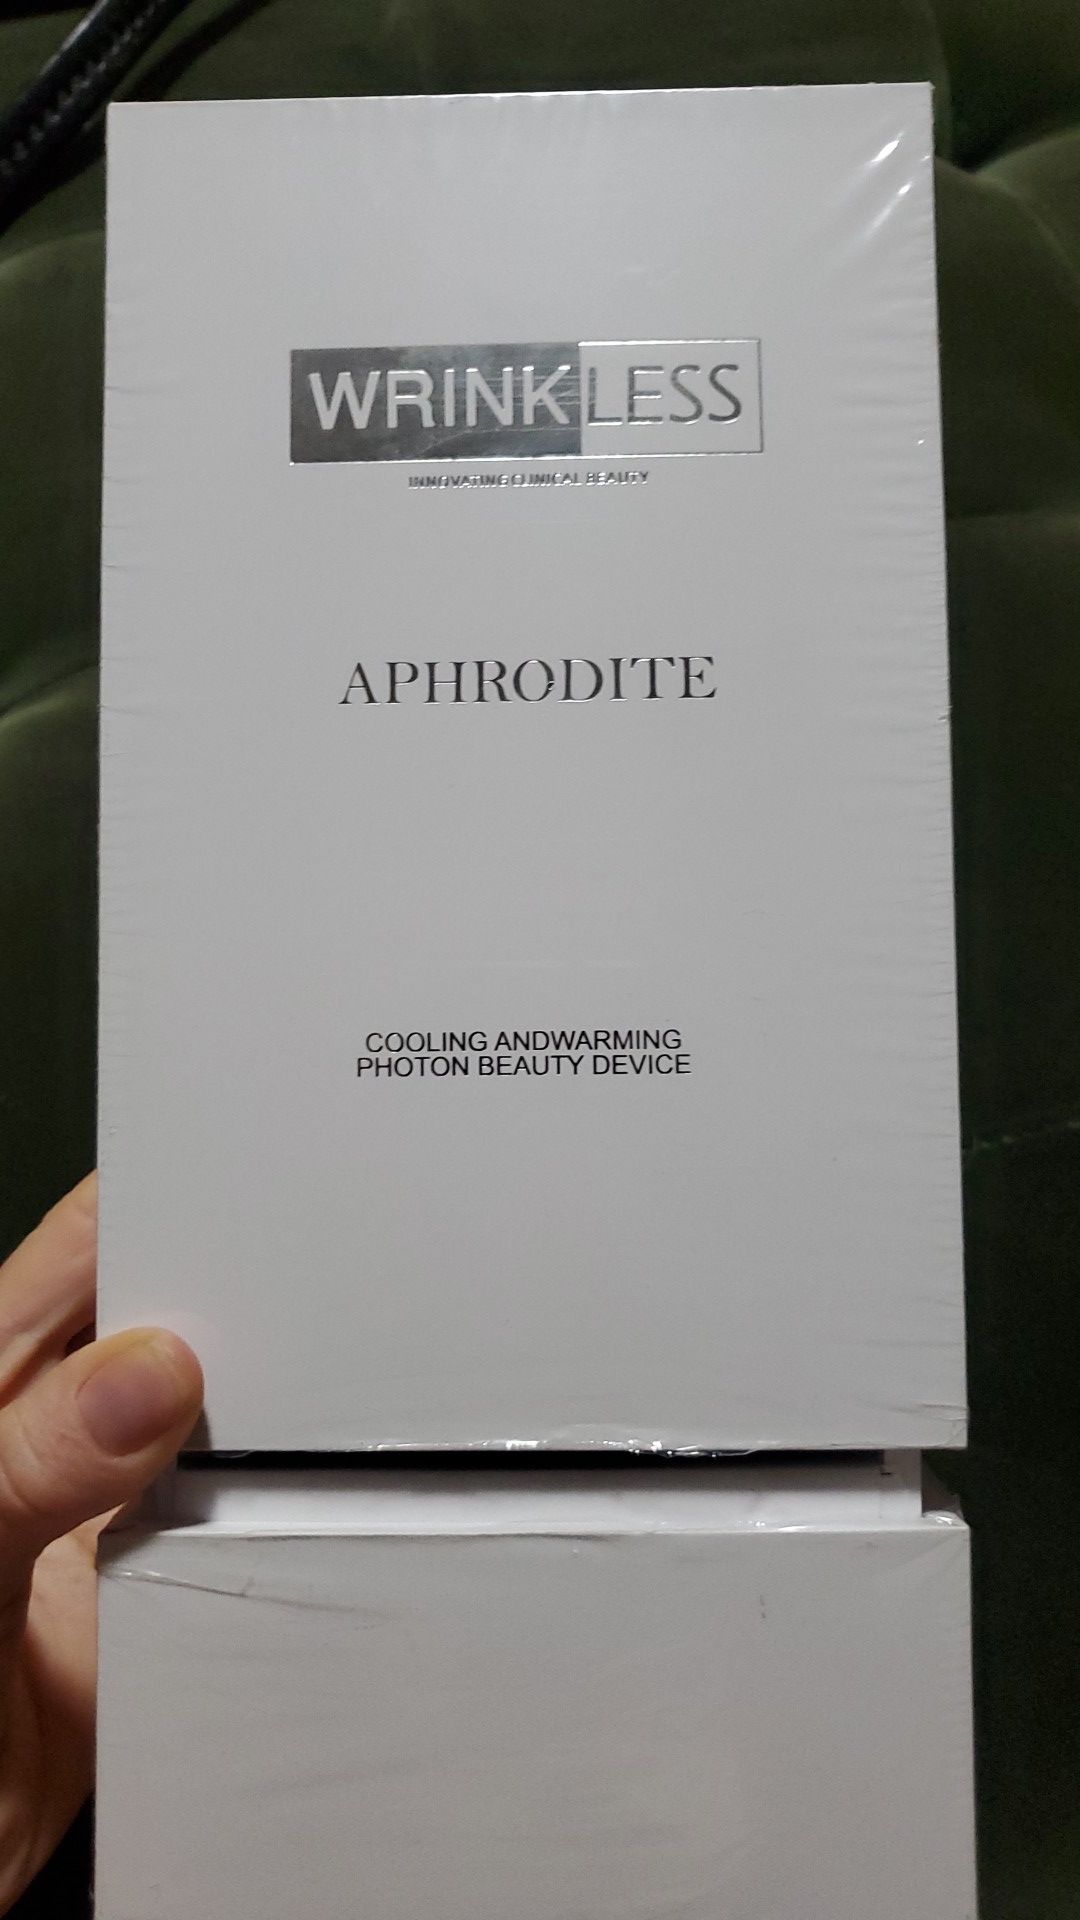 WRINKLESS
INNOVATING CLINICAL BEAUTY
APHRODITE
COOLING ANDWARMING
PHOTON BEAUTY DEVICE